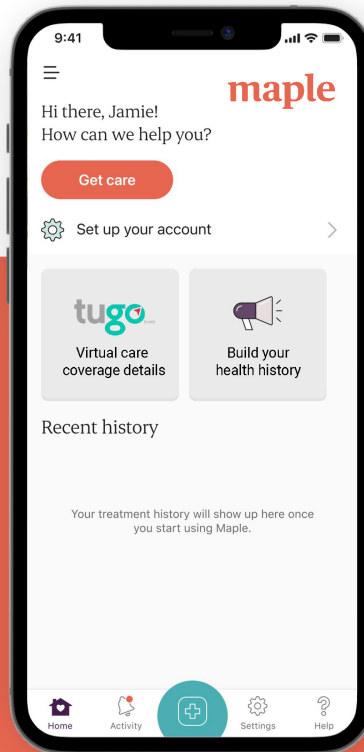 9:41
maple
Hi there, Jamie!
How can we help you?
Get care
Set up your account
tugo
Virtual care
coverage details
Build your
health history
Recent history
Your treatment history will show up here once
you start using Maple.
Home
Activity
Settings
Help